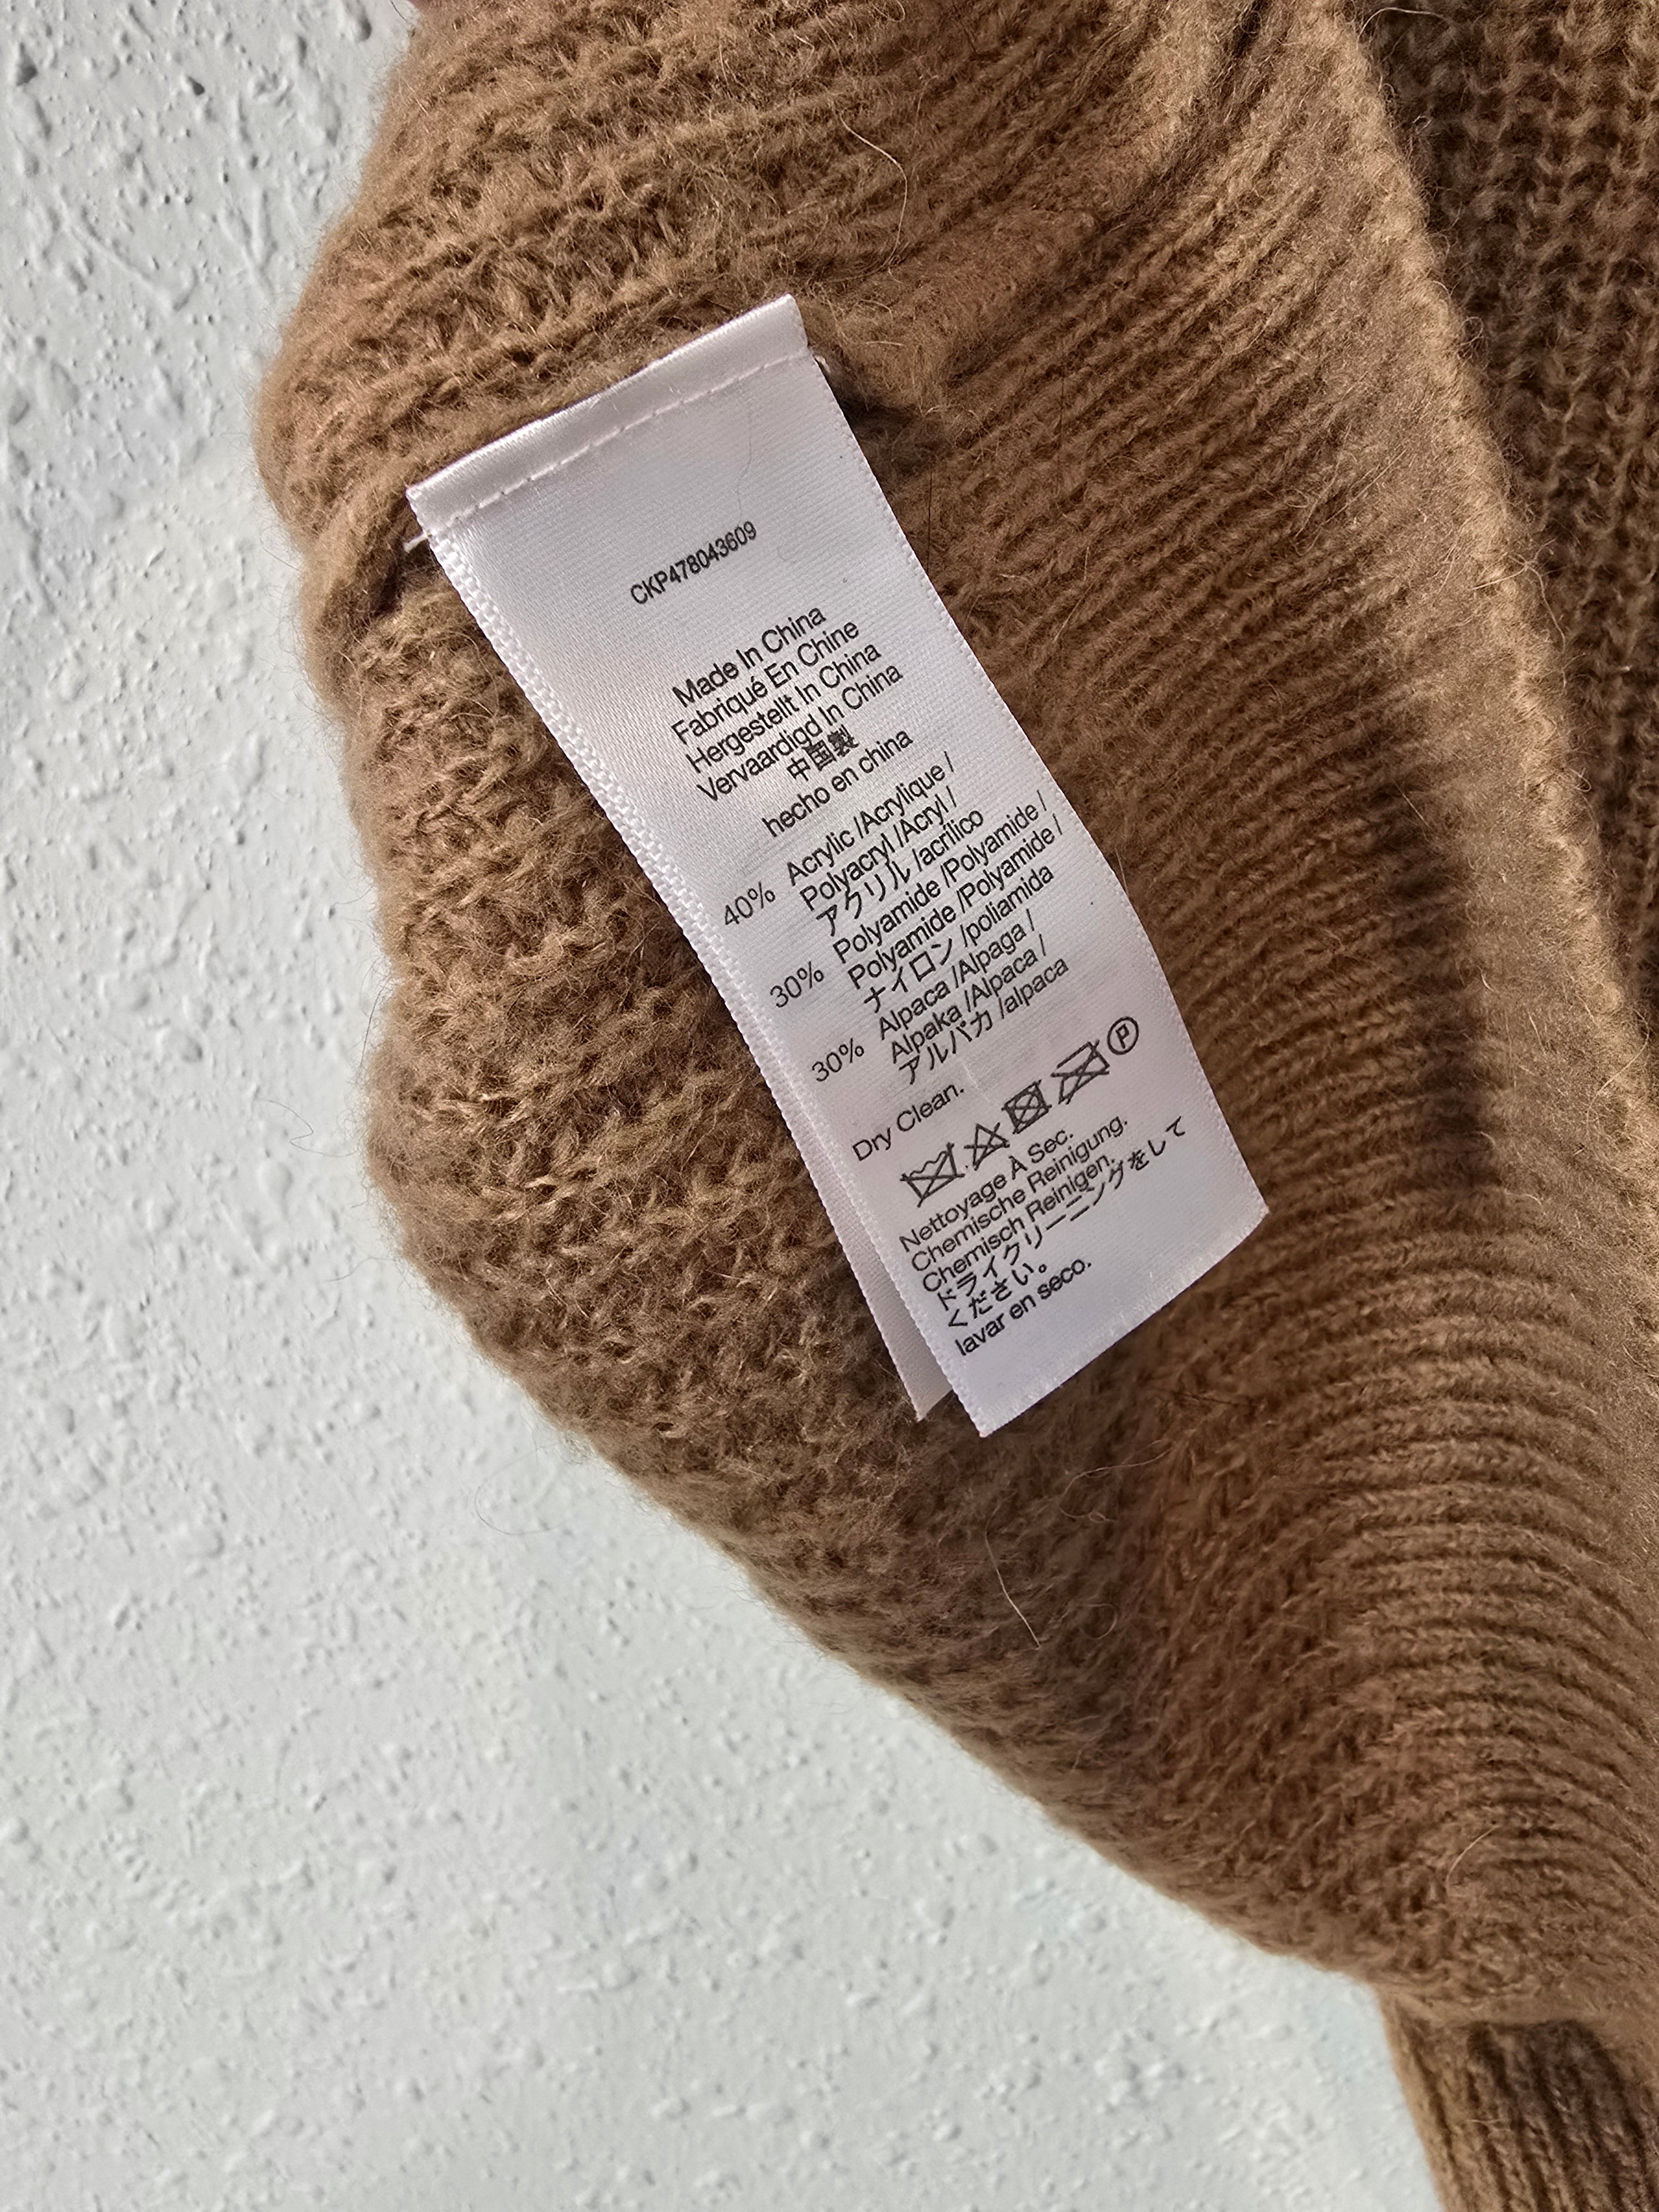 CKP478043609
Made In China
Fabriqué En Chine
Hergestellt In China
Vervaardigd In China
中国製
hecho en china
40% Acrylic /Acrylique /
Polyacryl /Acryl /
アクリル /acrílico
30% Polyamide /Polyamide /
Polyamide /Polyamide /
ナイロン /poliamida
30% Alpaca /Alpaga /
Alpaka /Alpaca /
アルパカ /alpaca
Dry Clean.
P
Nettoyage À Sec.
Chemische Reinigung.
Chemisch Reinigen.
ドライクリーニングをして
ください。
lavar en seco.